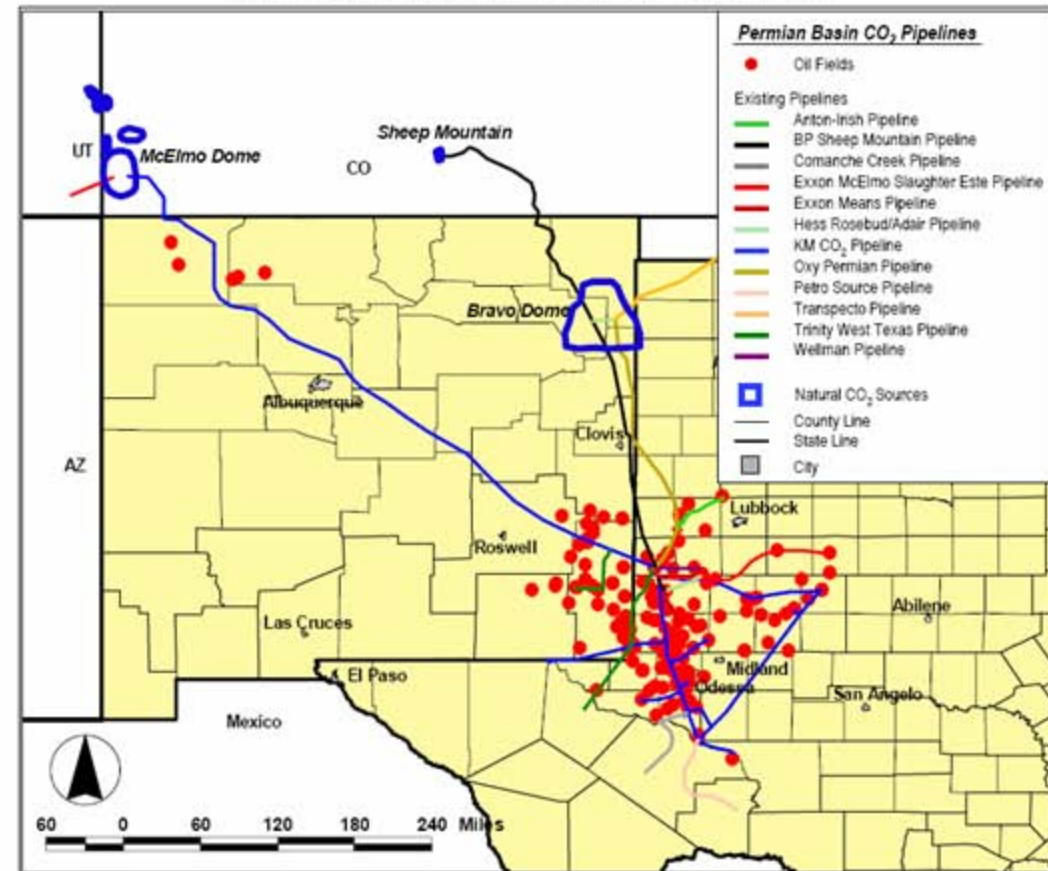 Permian Basin CO₂ Pipelines
Oil Fields
Existing Pipelines
Anton-Irish Pipeline
BP Sheep Mountain Pipeline
Comanche Creek Pipeline
Exxon McElmo Slaughter Este Pipeline
Exxon Means Pipeline
Hess Rosebud/Adair Pipeline
KM CO₂ Pipeline
Oxy Permian Pipeline
Petro Source Pipeline
Transpecto Pipeline
Trinity West Texas Pipeline
Wellman Pipeline
Natural CO₂ Sources
County Line
State Line
City
Sheep Mountain
UT
McElmo Dome
CO
Bravo Dome
Albuquerque
Clovis
AZ
Lubbock
Roswell
Abilene
Las Cruces
Midland
El Paso
Odessa
San Angelo
Mexico
60 0 60 120 180 240 Miles